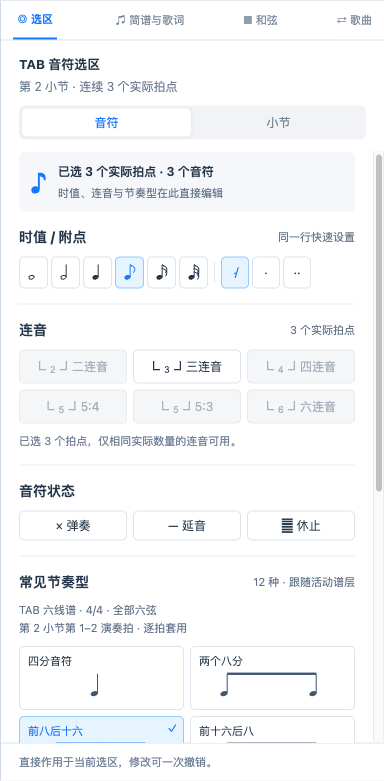 选区 简谱与歌词 和弦 歌曲
TAB 音符选区
第 2 小节 · 连续 3 个实际拍点
音符 小节
已选 3 个实际拍点 · 3 个音符
时值、连音与节奏型在此直接编辑
时值 / 附点 同一行快速设置
连音 3 个实际拍点
2 二连音 3 三连音 4 四连音
5 5:4 5 5:3 6 六连音
已选 3 个拍点，仅相同实际数量的连音可用。
音符状态
× 弹奏 — 延音 休止
常见节奏型 12 种 · 跟随活动谱层
TAB 六线谱 · 4/4 · 全部六弦
第 2 小节第 1–2 演奏拍 · 逐拍套用
四分音符 两个八分
前八后十六 前十六后八
直接作用于当前选区，修改可一次撤销。